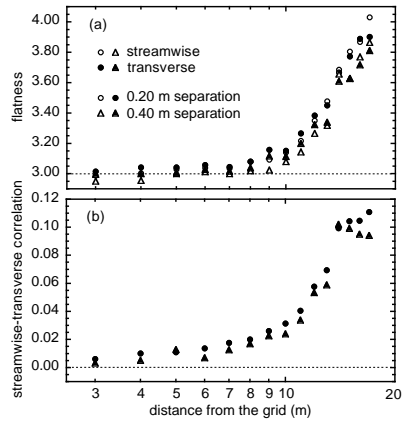 (a)
streamwise
transverse
0.20 m separation
0.40 m separation
flatness
4.00
3.80
3.60
3.40
3.20
3.00
(b)
streamwise-transverse correlation
0.12
0.10
0.08
0.06
0.04
0.02
0.00
3 4 5 6 7 8 9 10 20
distance from the grid (m)